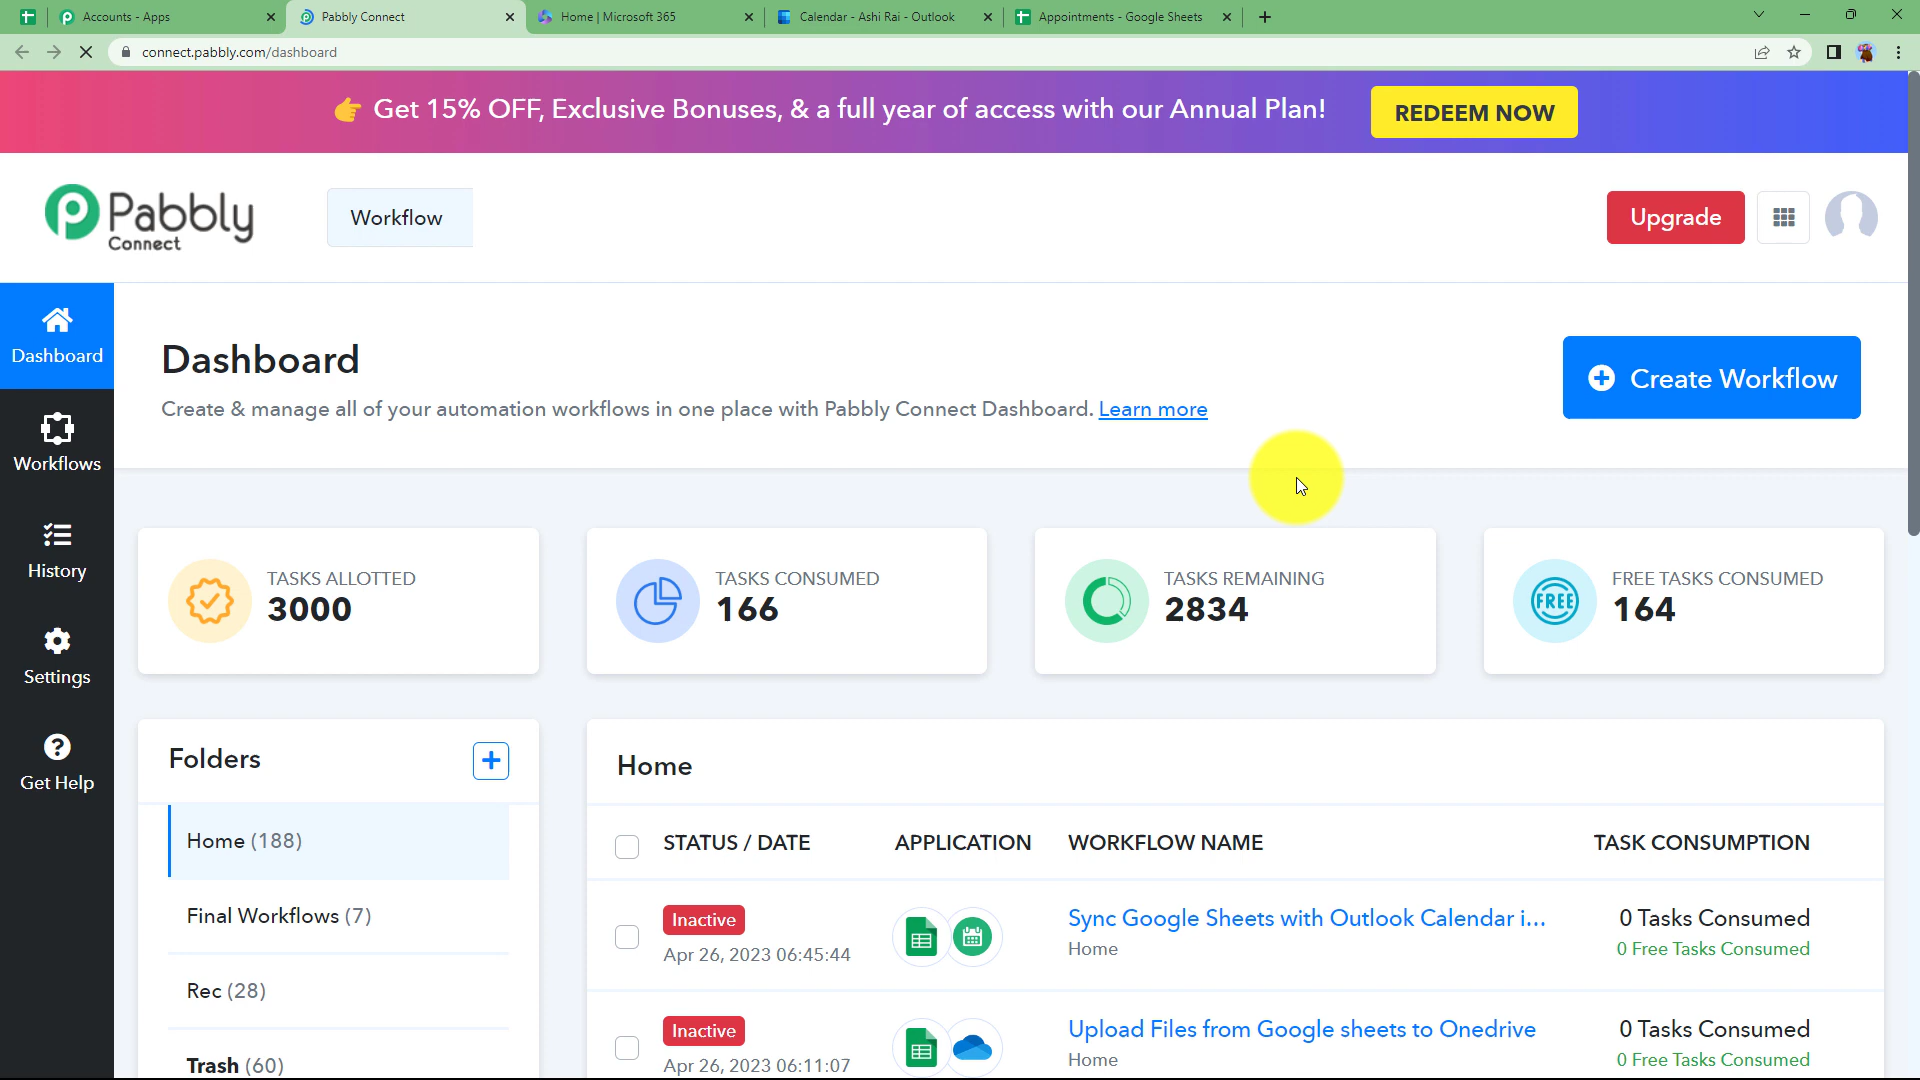 Accounts - Apps
Pabbly Connect
Home | Microsoft 365
Calendar - Ashi Rai - Outlook
Appointments - Google Sheets
connect.pabbly.com/dashboard
Get 15% OFF, Exclusive Bonuses, & a full year of access with our Annual Plan!
REDEEM NOW
Pabbly
Connect
Workflow
Upgrade
Dashboard
Workflows
History
Settings
Get Help
Dashboard
Create & manage all of your automation workflows in one place with Pabbly Connect Dashboard. Learn more
Create Workflow
TASKS ALLOTTED
3000
TASKS CONSUMED
166
TASKS REMAINING
2834
FREE
FREE TASKS CONSUMED
164
Folders
Home (188)
Final Workflows (7)
Rec (28)
Trash (60)
Home
STATUS / DATE APPLICATION WORKFLOW NAME TASK CONSUMPTION
Inactive
Apr 26, 2023 06:45:44
Sync Google Sheets with Outlook Calendar i...
Home
0 Tasks Consumed
0 Free Tasks Consumed
Inactive
Apr 26, 2023 06:11:07
Upload Files from Google sheets to Onedrive
Home
0 Tasks Consumed
0 Free Tasks Consumed